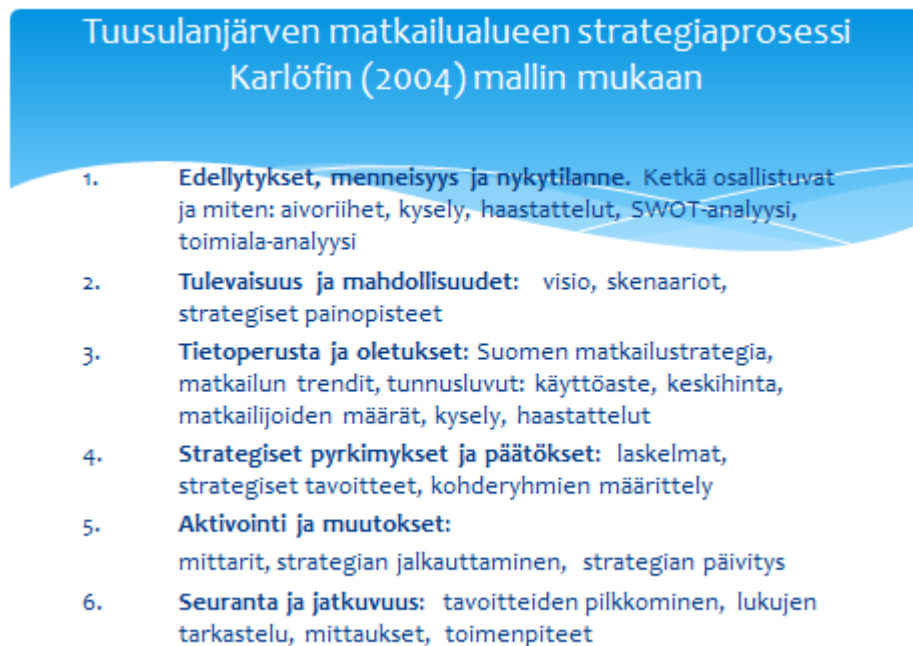 Tuusulanjärven matkailualueen strategiaprosessi
Karlöfin (2004) mallin mukaan
1. Edellytykset, menneisyys ja nykytilanne. Ketkä osallistuvat
ja miten: aivoriihet, kysely, haastattelut, SWOT-analyysi,
toimiala-analyysi
2. Tulevaisuus ja mahdollisuudet: visio, skenaariot,
strategiset painopisteet
3. Tietoperusta ja oletukset: Suomen matkailustrategia,
matkailun trendit, tunnusluvut: käyttöaste, keskihinta,
matkailijoiden määrät, kysely, haastattelut
4. Strategiset pyrkimykset ja päätökset: laskelmat,
strategiset tavoitteet, kohderyhmien määrittely
5. Aktivointi ja muutokset:
mittarit, strategian jalkauttaminen, strategian päivitys
6. Seuranta ja jatkuvuus: tavoitteiden pilkkominen, lukujen
tarkastelu, mittaukset, toimenpiteet